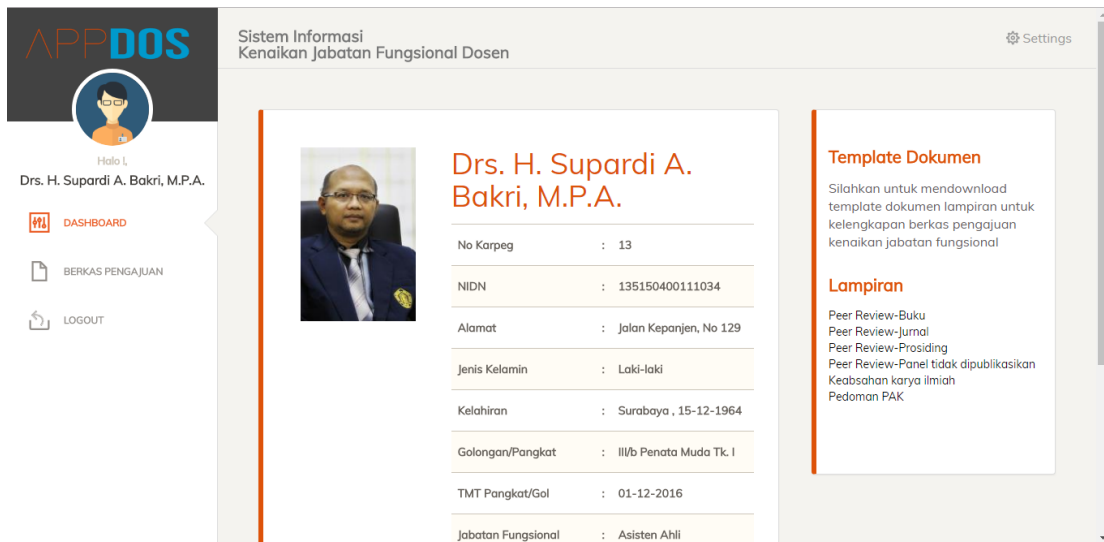 APPDOS
Halo !,
Drs. H. Supardi A. Bakri, M.P.A.
DASHBOARD
BERKAS PENGAJUAN
LOGOUT
Sistem Informasi
Kenaikan Jabatan Fungsional Dosen
Settings
Drs. H. Supardi A.
Bakri, M.P.A.
No Karpeg : 13
NIDN : 135150400111034
Alamat : Jalan Kepanjen, No 129
Jenis Kelamin : Laki-laki
Kelahiran : Surabaya , 15-12-1964
Golongan/Pangkat : III/b Penata Muda Tk. I
TMT Pangkat/Gol : 01-12-2016
Jabatan Fungsional : Asisten Ahli
Template Dokumen
Silahkan untuk mendownload
template dokumen lampiran untuk
kelengkapan berkas pengajuan
kenaikan jabatan fungsional
Lampiran
Peer Review-Buku
Peer Review-Jurnal
Peer Review-Prosiding
Peer Review-Panel tidak dipublikasikan
Keabsahan karya ilmiah
Pedoman PAK